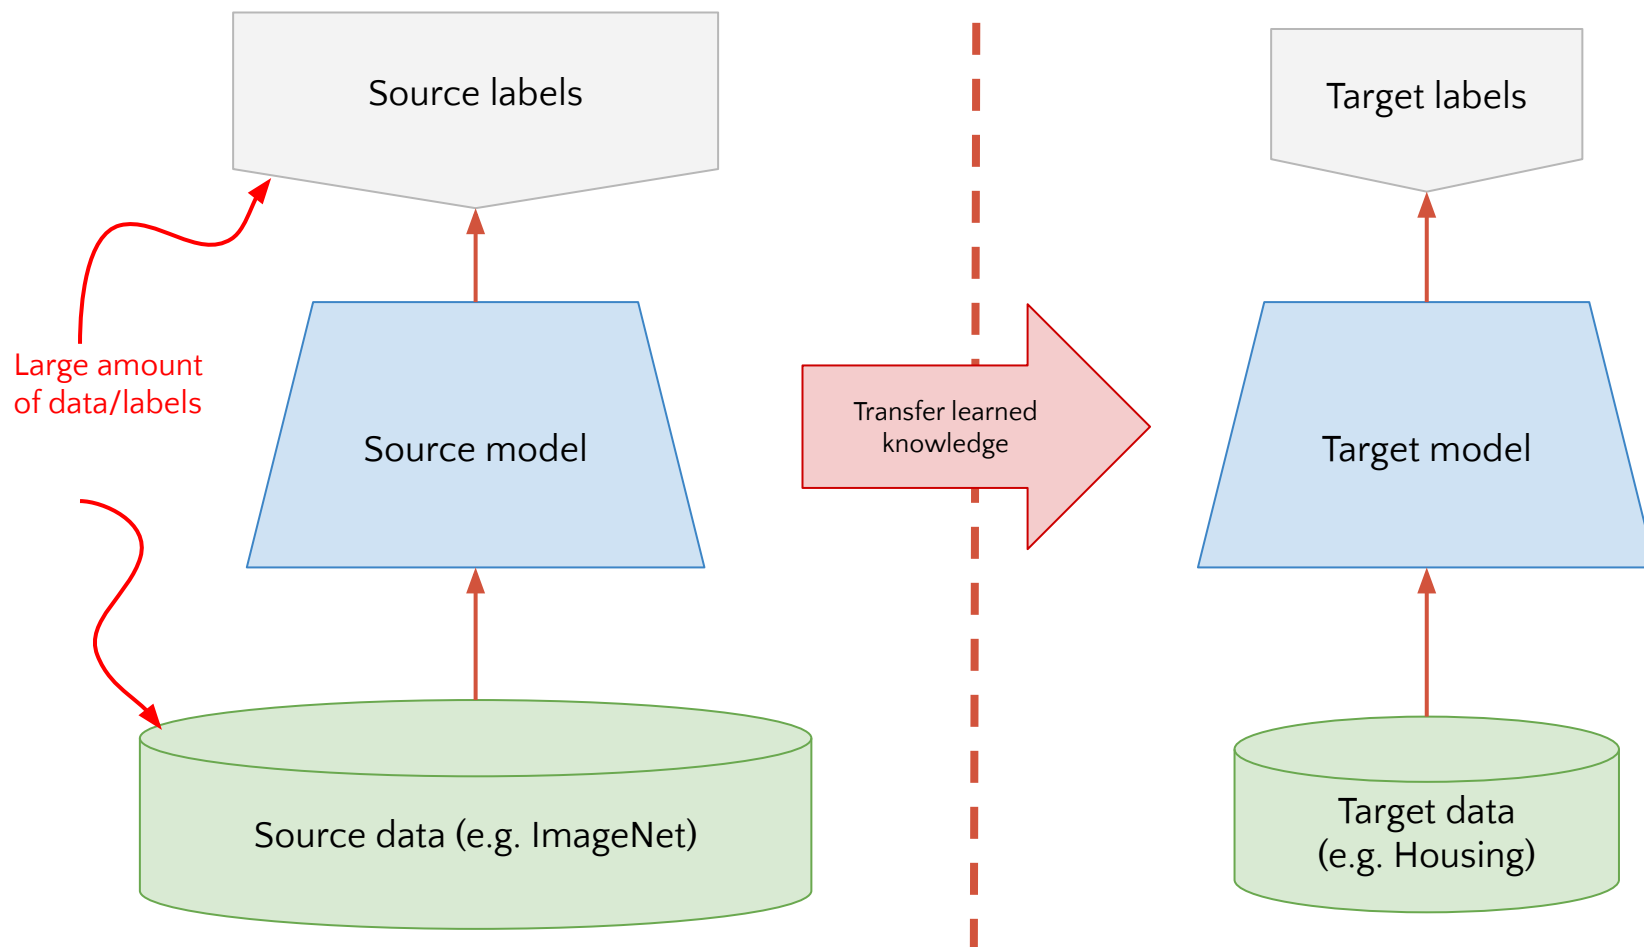 Source labels
Target labels
Large amount
of data/labels
Source model
Transfer learned
knowledge
Target model
Source data (e.g. ImageNet)
Target data
(e.g. Housing)